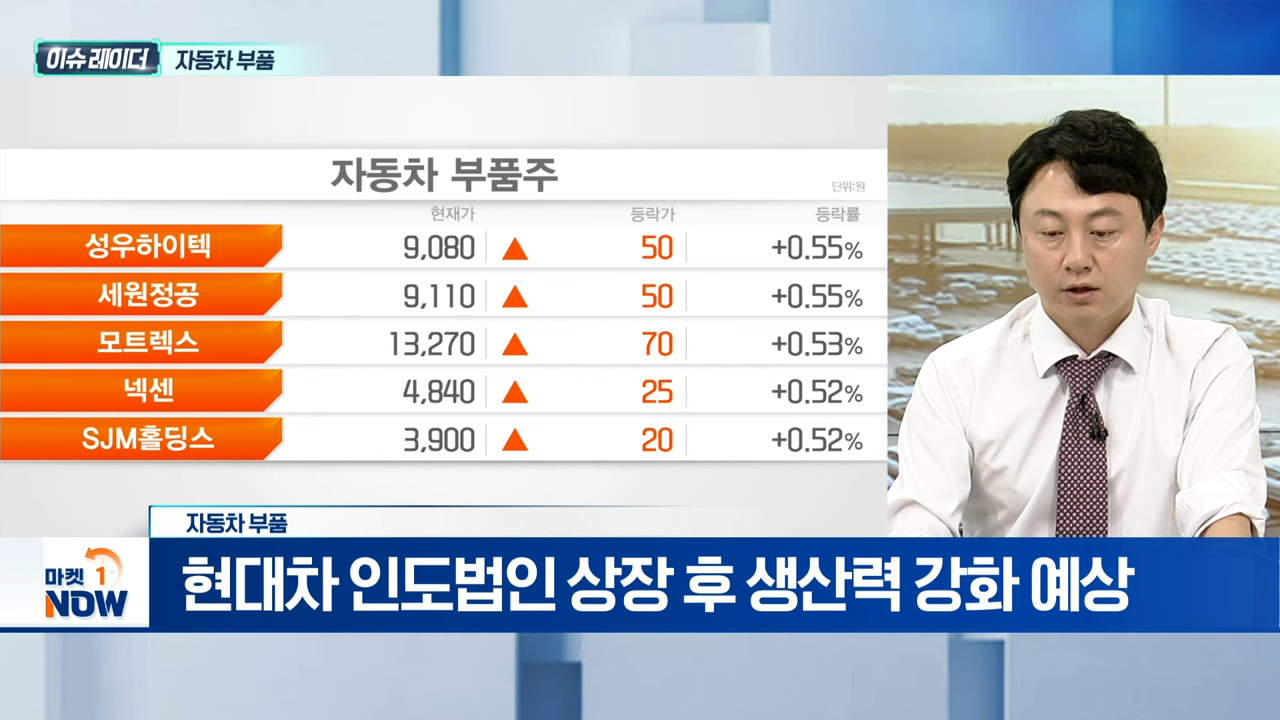 이슈 레이더 자동차 부품
자동차 부품주
단위:원
현재가 등락가 등락률
성우하이텍 9,080 ▲ 50 +0.55%
세원정공 9,110 ▲ 50 +0.55%
모트렉스 13,270 ▲ 70 +0.53%
넥센 4,840 ▲ 25 +0.52%
SJM홀딩스 3,900 ▲ 20 +0.52%
자동차 부품
마켓 1
NOW
현대차 인도법인 상장 후 생산력 강화 예상